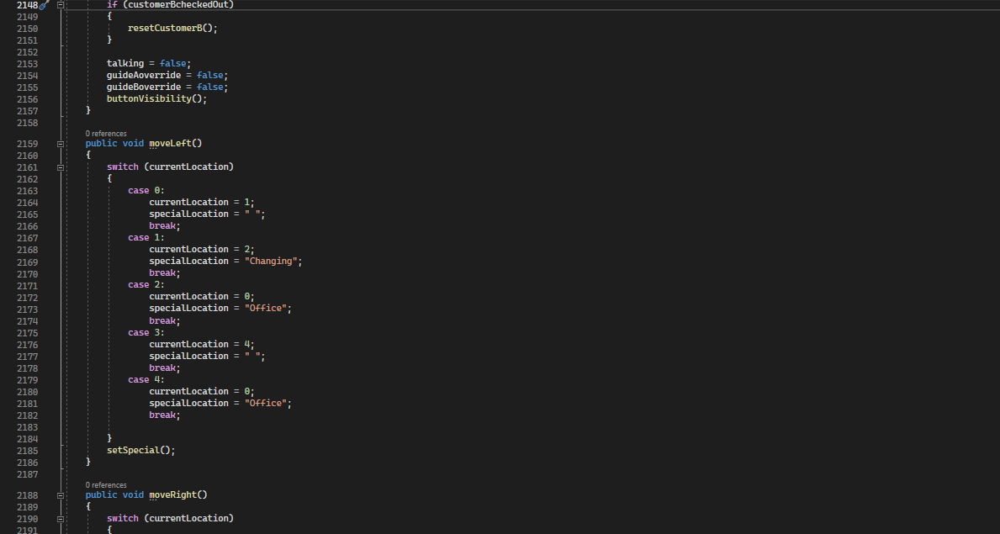 2148 if (customerBcheckedOut)
2149 {
2150 resetCustomerB();
2151 }
2152
2153 talking = false;
2154 guideAoverride = false;
2155 guideBoverride = false;
2156 buttonVisibility();
2157 }
2158
0 references
2159 public void moveLeft()
2160 {
2161 switch (currentLocation)
2162 {
2163 case 0:
2164 currentLocation = 1;
2165 specialLocation = " ";
2166 break;
2167 case 1:
2168 currentLocation = 2;
2169 specialLocation = "Changing";
2170 break;
2171 case 2:
2172 currentLocation = 0;
2173 specialLocation = "Office";
2174 break;
2175 case 3:
2176 currentLocation = 4;
2177 specialLocation = " ";
2178 break;
2179 case 4:
2180 currentLocation = 0;
2181 specialLocation = "Office";
2182 break;
2183
2184 }
2185 setSpecial();
2186 }
2187
0 references
2188 public void moveRight()
2189 {
2190 switch (currentLocation)
2191 {